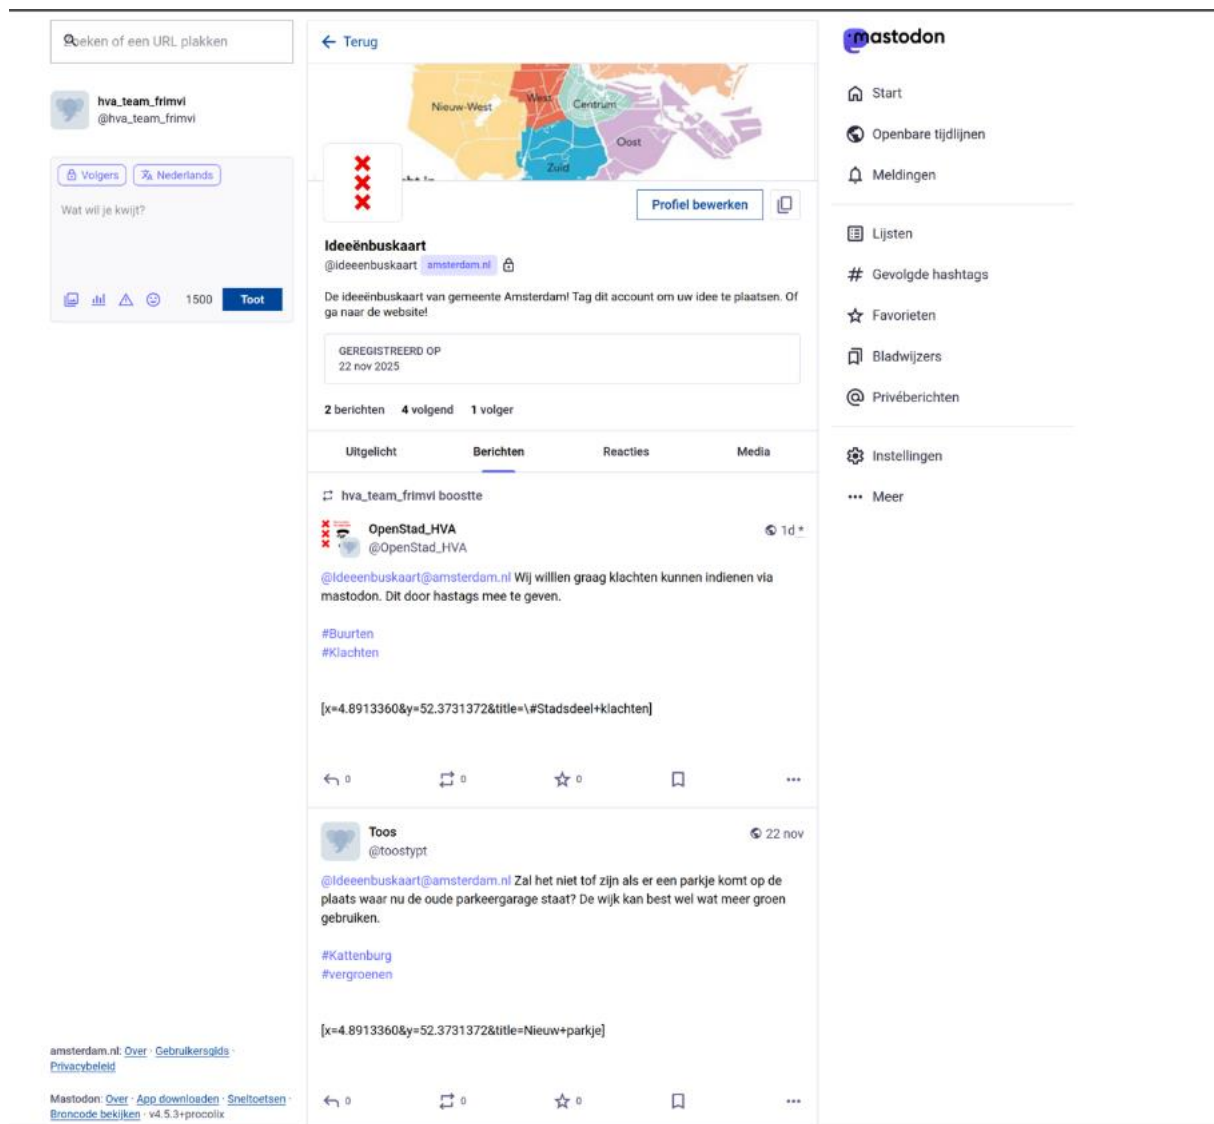 Zoeken of een URL plakken
hva_team_frimvi
@hva_team_frimvi
Volgers
Nederlands
Wat wil je kwijt?
1500
Toot
amsterdam.nl: Over · Gebruikersgids ·
Privacybeleid
Mastodon: Over · App downloaden · Sneltoetsen ·
Broncode bekijken · v4.5.3+procolix
Terug
Nieuw-West
West
Centrum
Oost
Zuid
Profiel bewerken
Ideeënbuskaart
@ideeenbuskaart amsterdam.nl
De ideeënbuskaart van gemeente Amsterdam! Tag dit account om uw idee te plaatsen. Of
ga naar de website!
GEREGISTREERD OP
22 nov 2025
2 berichten 4 volgend 1 volger
Uitgelicht Berichten Reacties Media
hva_team_frimvi boostte
OpenStad_HVA
1d *
@OpenStad_HVA
@Ideeenbuskaart@amsterdam.nl Wij willlen graag klachten kunnen indienen via
mastodon. Dit door hastags mee te geven.
#Buurten
#Klachten
[x=4.8913360&y=52.3731372&title=\#Stadsdeel+klachten]
0 0 0
Toos
22 nov
@toostypt
@Ideeenbuskaart@amsterdam.nl Zal het niet tof zijn als er een parkje komt op de
plaats waar nu de oude parkeergarage staat? De wijk kan best wel wat meer groen
gebruiken.
#Kattenburg
#vergroenen
[x=4.8913360&y=52.3731372&title=Nieuw+parkje]
0 0 0
mastodon
Start
Openbare tijdlijnen
Meldingen
Lijsten
Gevolgde hashtags
Favorieten
Bladwijzers
Privéberichten
Instellingen
Meer